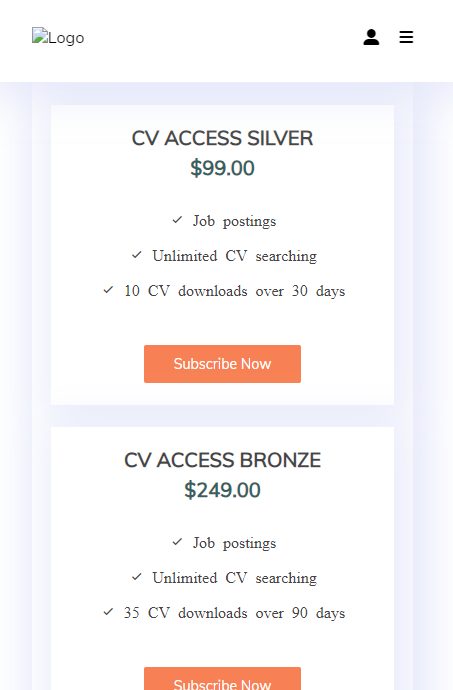 Logo
CV ACCESS SILVER
$99.00
Job postings
Unlimited CV searching
10 CV downloads over 30 days
Subscribe Now
CV ACCESS BRONZE
$249.00
Job postings
Unlimited CV searching
35 CV downloads over 90 days
Subscribe Now